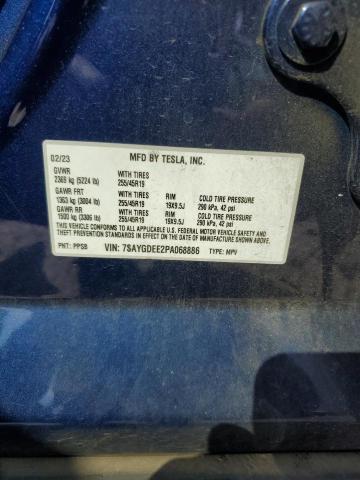 02/23 MFD BY TESLA, INC.
GVWR WITH TIRES
2369 kg (5224 lb) 255/45R19
GAWR FRT WITH TIRES RIM COLD TIRE PRESSURE
1363 kg (3004 lb) 255/45R19 19X9.5J 290 kPa, 42 psi
GAWR RR WITH TIRES RIM COLD TIRE PRESSURE
1500 kg (3306 lb) 255/45R19 19X9.5J 290 kPa, 42 psi
THIS VEHICLE CONFORMS TO ALL APPLICABLE U.S. FEDERAL MOTOR VEHICLE SAFETY AND
THEFT PREVENTION STANDARDS IN EFFECT ON THE DATE OF MANUFACTURE SHOWN ABOVE.
PNT: PPSB VIN: 7SAYGDEE2PA068886 TYPE: MPV